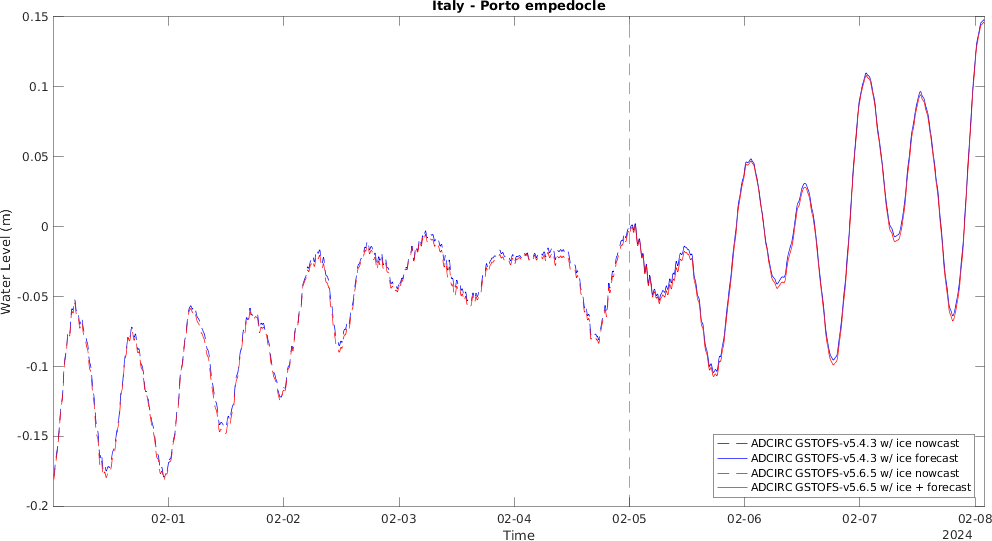 Italy - Porto empedocle
Water Level (m)
0.15
0.1
0.05
0
-0.05
-0.1
-0.15
-0.2
02-01
02-02
02-03
02-04
02-05
02-06
02-07
02-08
Time
2024
ADCIRC GSTOFS-v5.4.3 w/ ice nowcast
ADCIRC GSTOFS-v5.4.3 w/ ice forecast
ADCIRC GSTOFS-v5.6.5 w/ ice nowcast
ADCIRC GSTOFS-v5.6.5 w/ ice + forecast